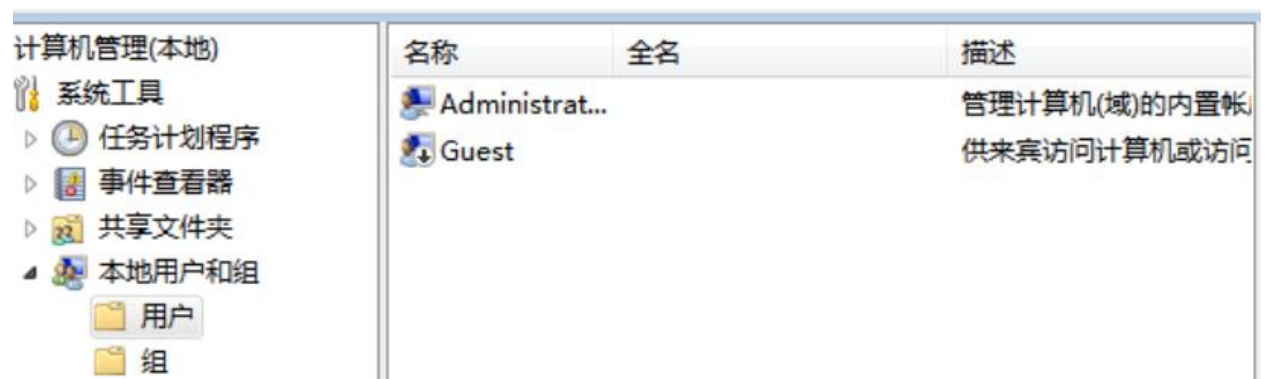 计算机管理(本地)
系统工具
任务计划程序
事件查看器
共享文件夹
本地用户和组
用户
组
名称 全名 描述
Administrat... 管理计算机(域)的内置帐
Guest 供来宾访问计算机或访问